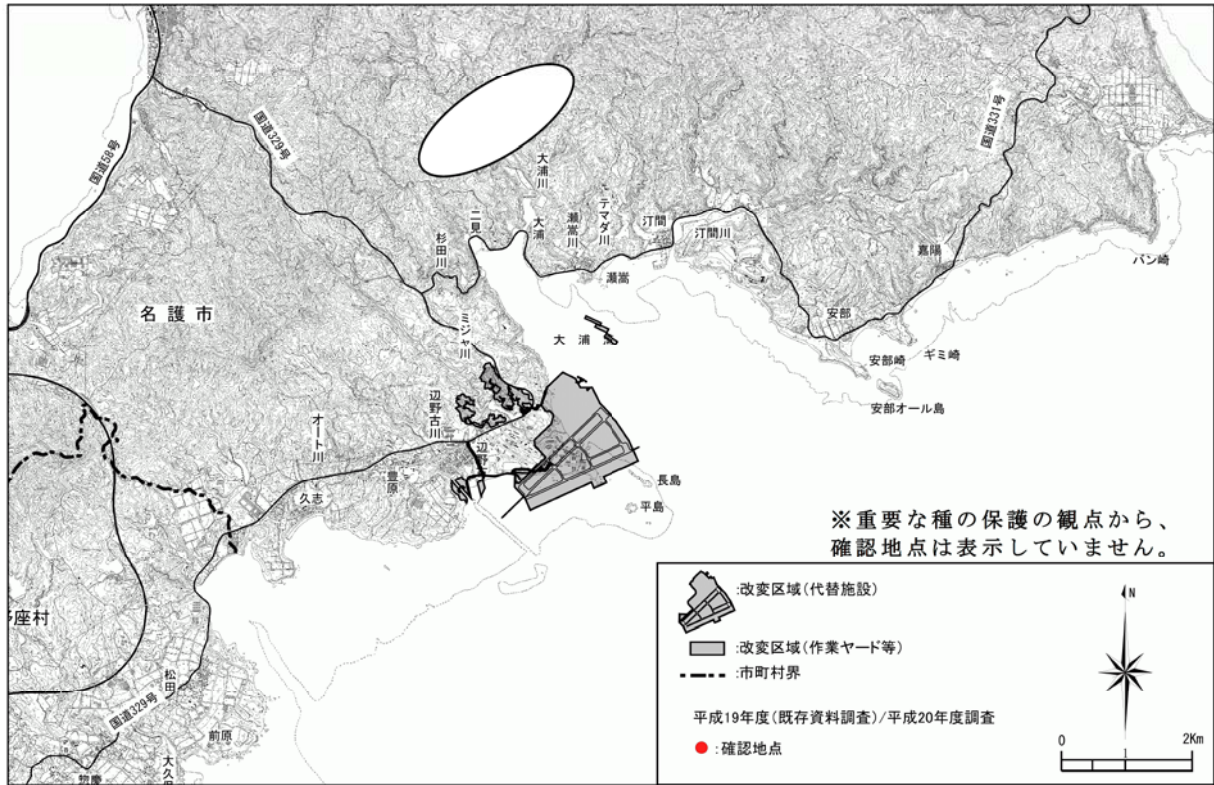 国道58号
国道329号
国道331号
大浦川
二見
大浦
瀬嵩川
テマダ川
汀間
汀間川
杉田川
瀬嵩
嘉陽
バン崎
名護市
ミジャ川
大浦
安部
安部崎
ギミ崎
安部オール島
辺野古川
オート川
辺野
豊原
久志
長島
平島
※重要な種の保護の観点から、
確認地点は表示していません。
:改変区域(代替施設)
:改変区域(作業ヤード等)
:市町村界
平成19年度(既存資料調査)/平成20年度調査
:確認地点
N
0 1 2Km
座村
松田
国道329号
前原
大久
惣慶